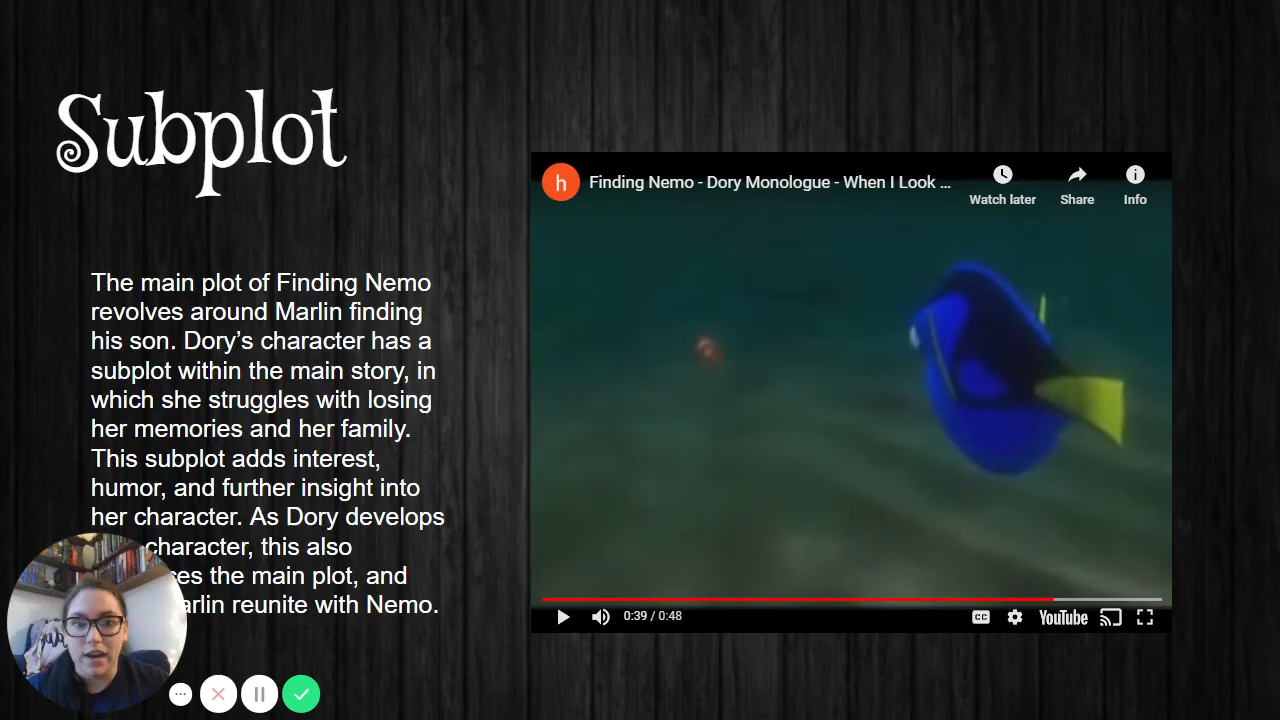 Subplot
The main plot of Finding Nemo
revolves around Marlin finding
his son. Dory’s character has a
subplot within the main story, in
which she struggles with losing
her memories and her family.
This subplot adds interest,
humor, and further insight into
her character. As Dory develops
character, this also
the main plot, and
reunite with Nemo.
h
Finding Nemo - Dory Monologue - When I Look ...
Watch later
Share
Info
0:39 / 0:48
CC
YouTube